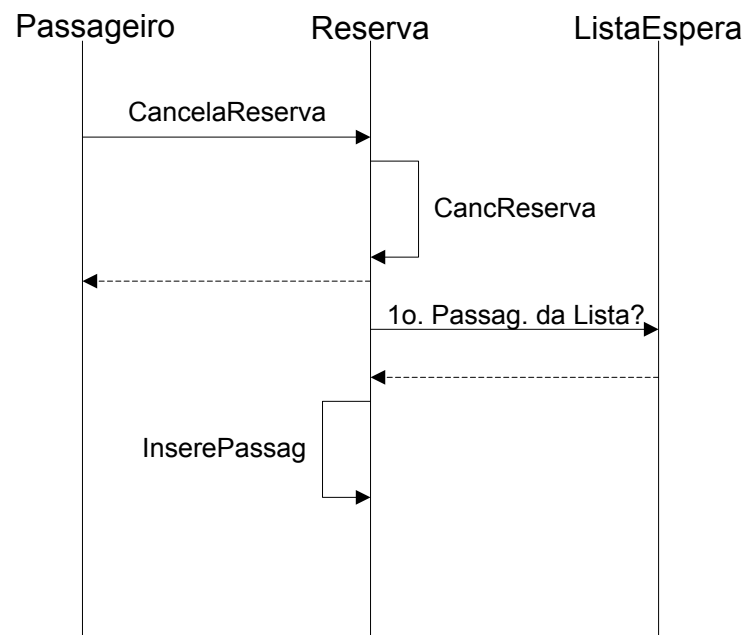 Passageiro
Reserva
ListaEspera
CancelaReserva
CancReserva
1o. Passag. da Lista?
InserePassag